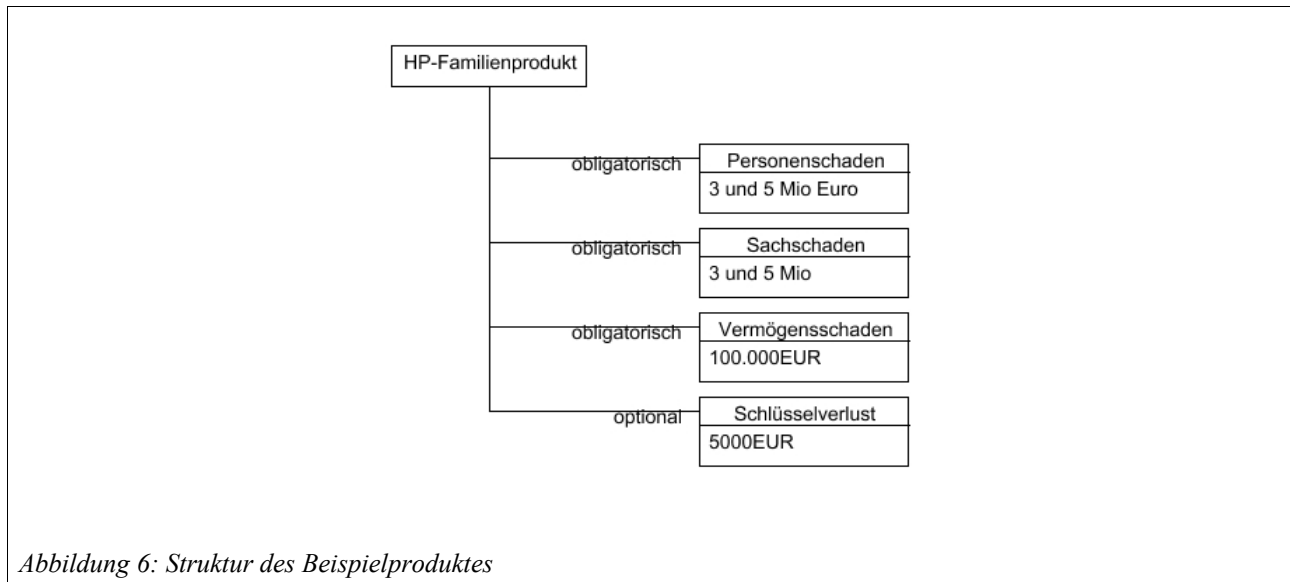 HP-Familienprodukt
obligatorisch
Personenschaden
3 und 5 Mio Euro
obligatorisch
Sachschaden
3 und 5 Mio
obligatorisch
Vermögensschaden
100.000EUR
optional
Schlüsselverlust
5000EUR
Abbildung 6: Struktur des Beispielproduktes